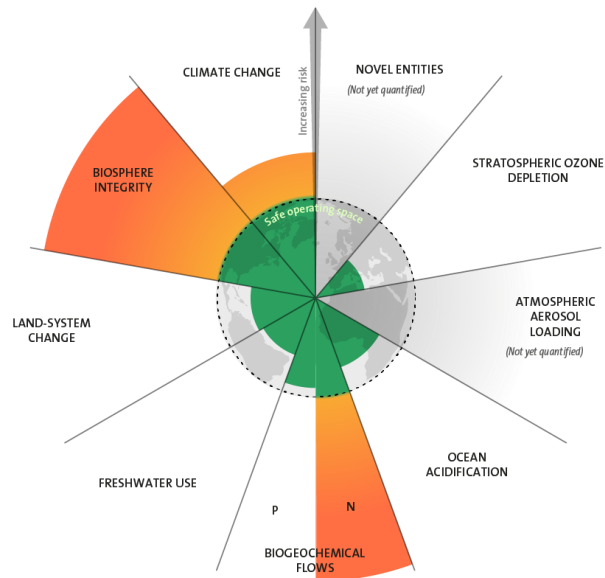 CLIMATE CHANGE
Increasing risk
NOVEL ENTITIES
(Not yet quantified)
BIOSPHERE
INTEGRITY
STRATOSPHERIC OZONE
DEPLETION
Safe operating space
LAND-SYSTEM
CHANGE
ATMOSPHERIC
AEROSOL
LOADING
(Not yet quantified)
FRESHWATER USE
OCEAN
ACIDIFICATION
P
N
BIOGEOCHEMICAL
FLOWS